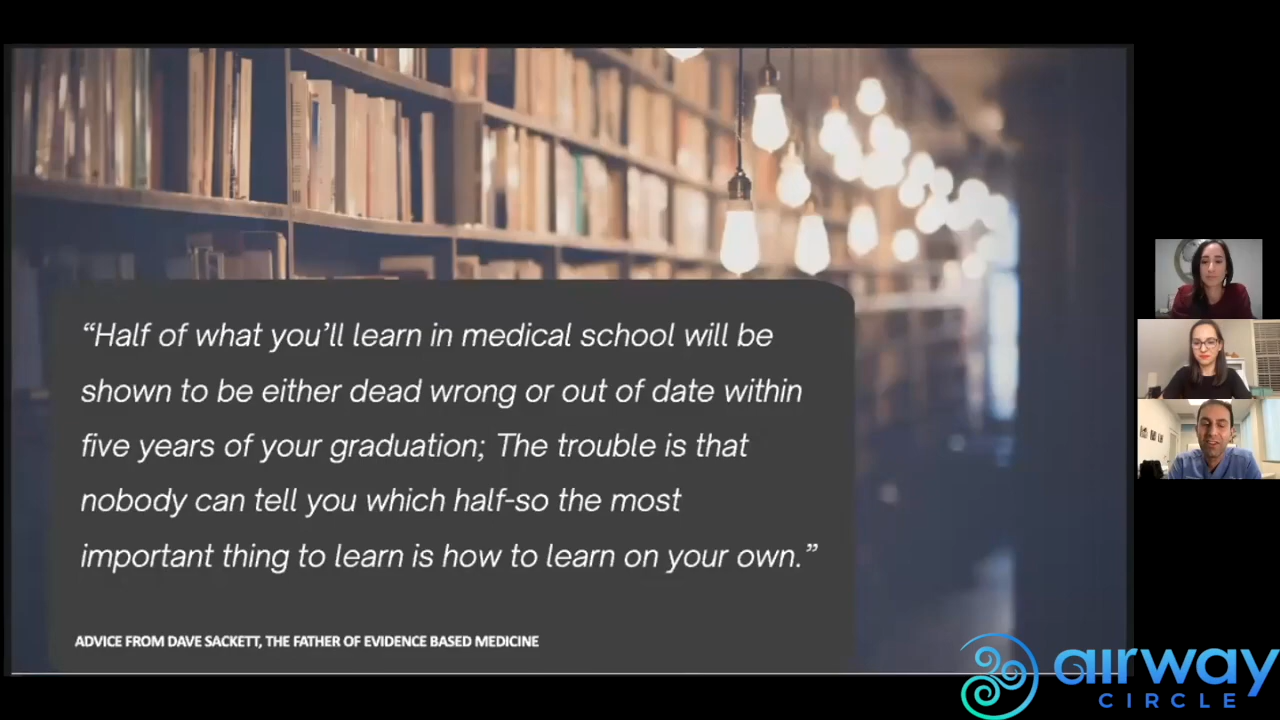 “Half of what you’ll learn in medical school will be
shown to be either dead wrong or out of date within
five years of your graduation; The trouble is that
nobody can tell you which half-so the most
important thing to learn is how to learn on your own.”
ADVICE FROM DAVE SACKETT, THE FATHER OF EVIDENCE BASED MEDICINE
airway
CIRCLE